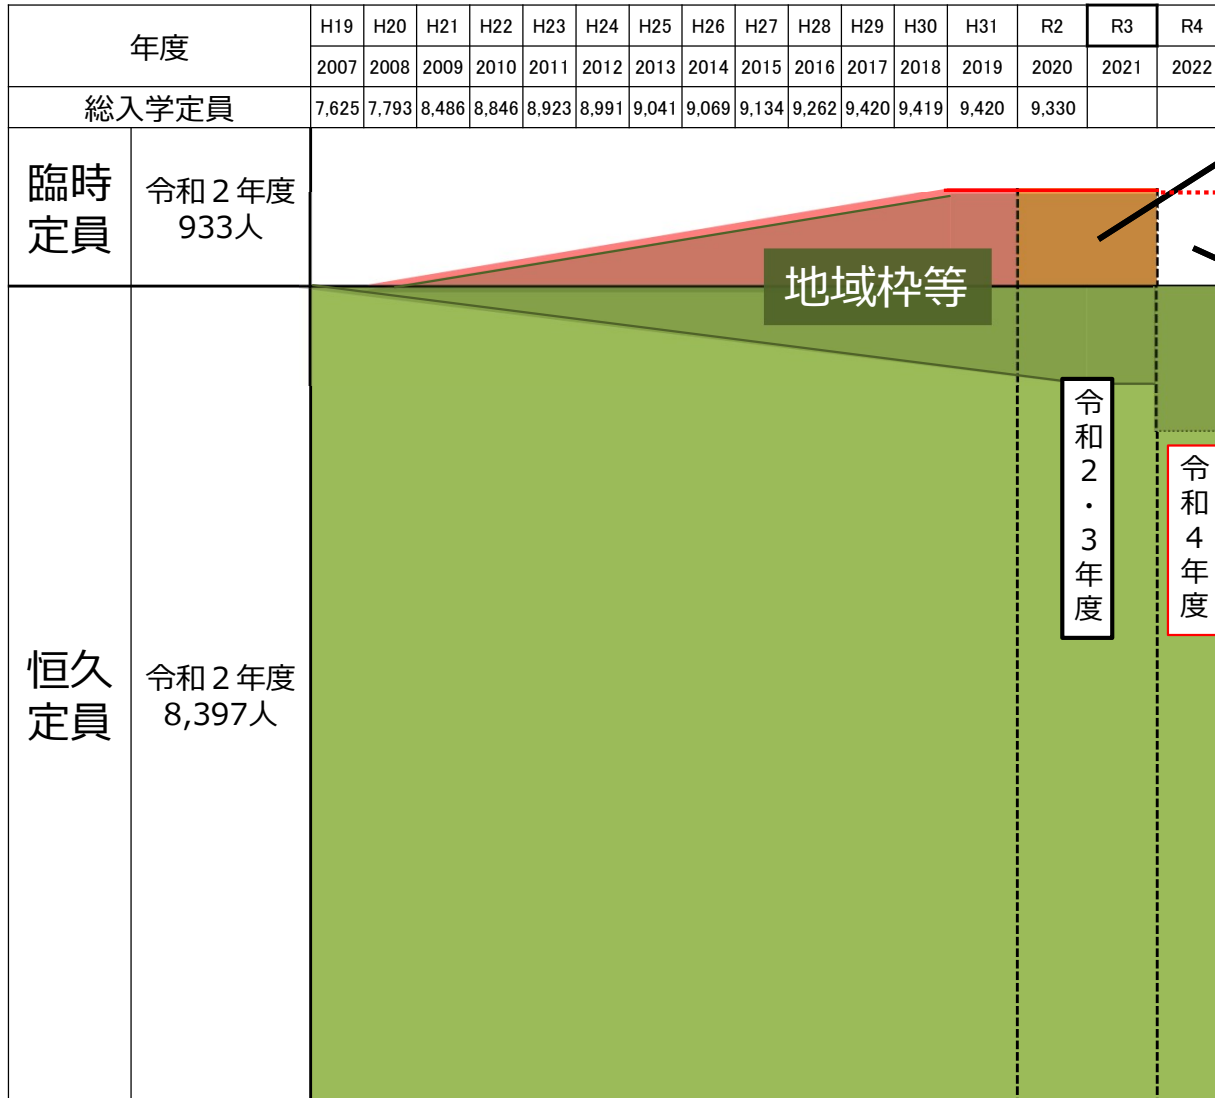 年度 H19 H20 H21 H22 H23 H24 H25 H26 H27 H28 H29 H30 H31 R2 R3 R4
2007 2008 2009 2010 2011 2012 2013 2014 2015 2016 2017 2018 2019 2020 2021 2022
総入学定員 7,625 7,793 8,486 8,846 8,923 8,991 9,041 9,069 9,134 9,262 9,420 9,419 9,420 9,330
臨時
定員
令和２年度
933人
地域枠等
令和２・３年度
令和４年度
恒久
定員
令和２年度
8,397人